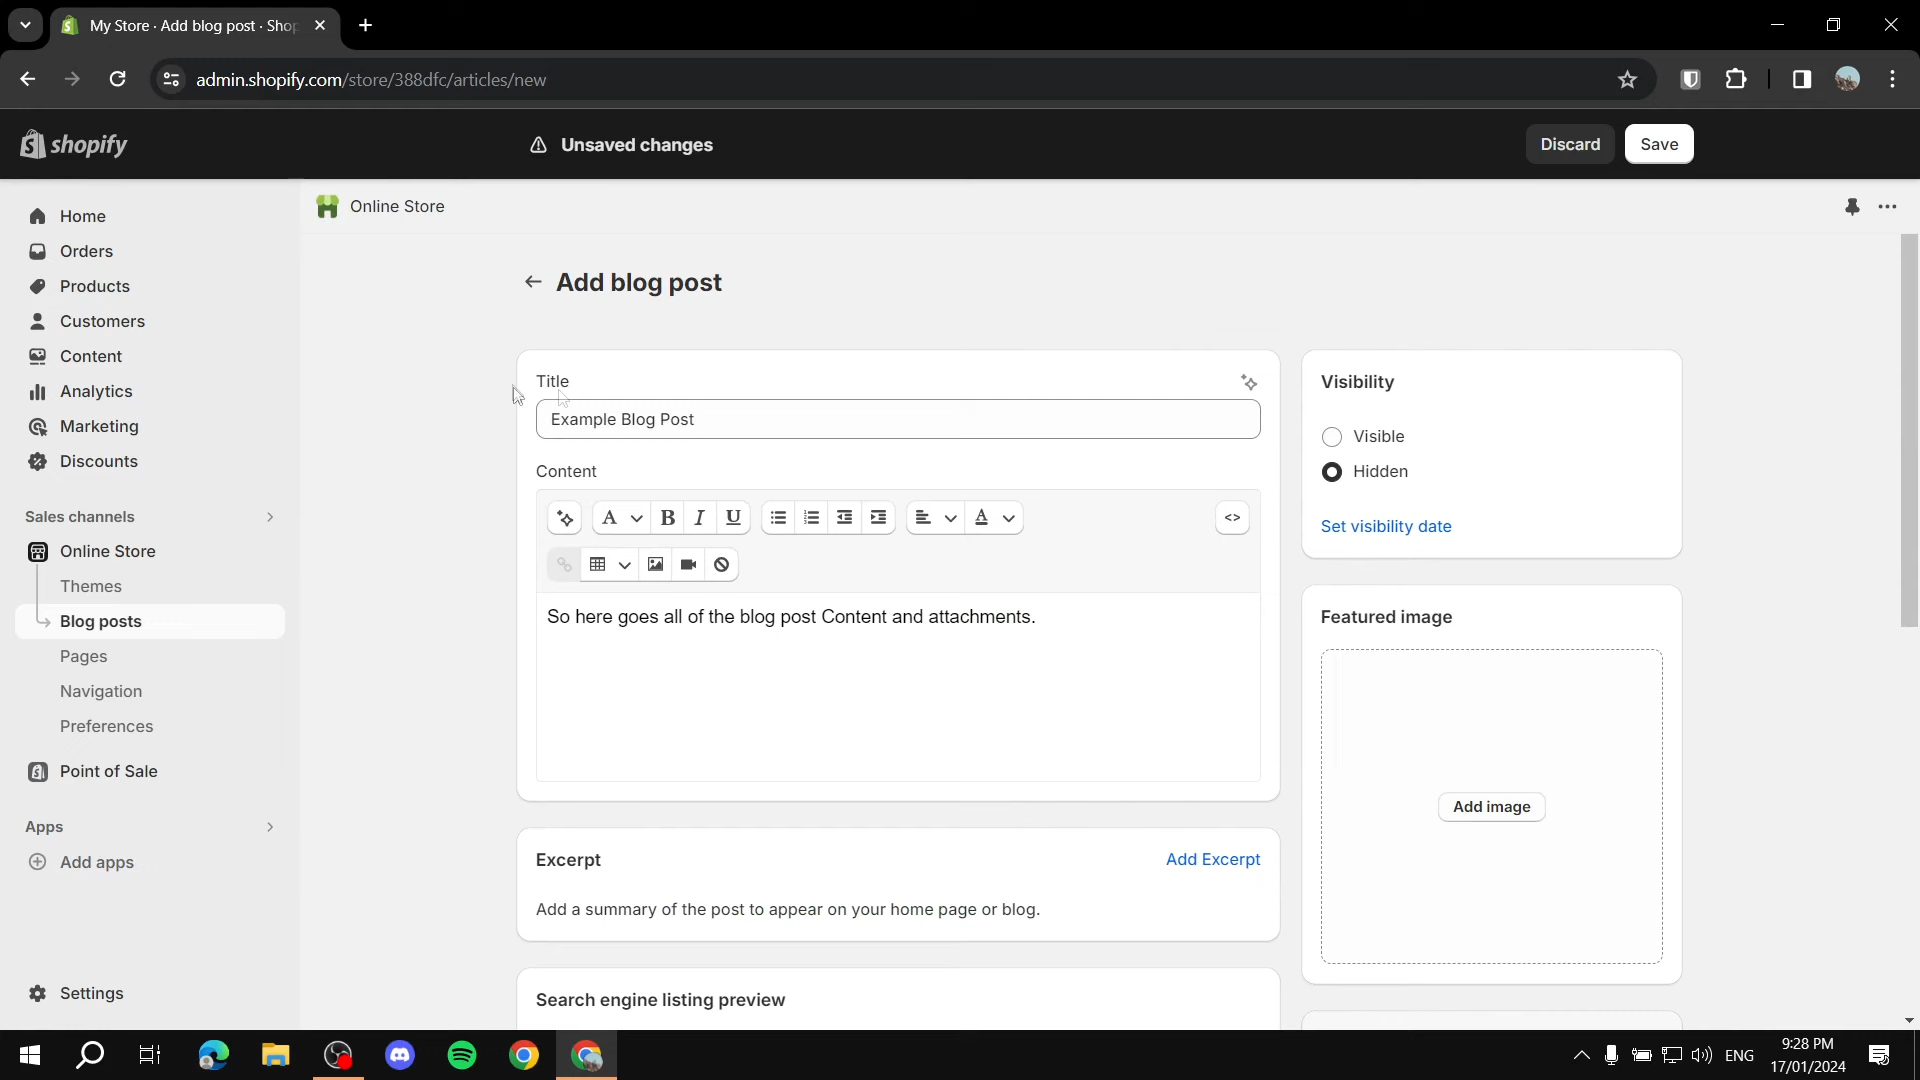 My Store · Add blog post · Shop
admin.shopify.com/store/388dfc/articles/new
shopify
Unsaved changes
Discard
Save
Home
Orders
Products
Customers
Content
Analytics
Marketing
Discounts
Sales channels
Online Store
Themes
Blog posts
Pages
Navigation
Preferences
Point of Sale
Apps
Add apps
Settings
Online Store
Add blog post
Title
Example Blog Post
Content
A B I U A <>
So here goes all of the blog post Content and attachments.
Excerpt
Add Excerpt
Add a summary of the post to appear on your home page or blog.
Search engine listing preview
Visibility
Visible
Hidden
Set visibility date
Featured image
Add image
ENG
9:28 PM
17/01/2024